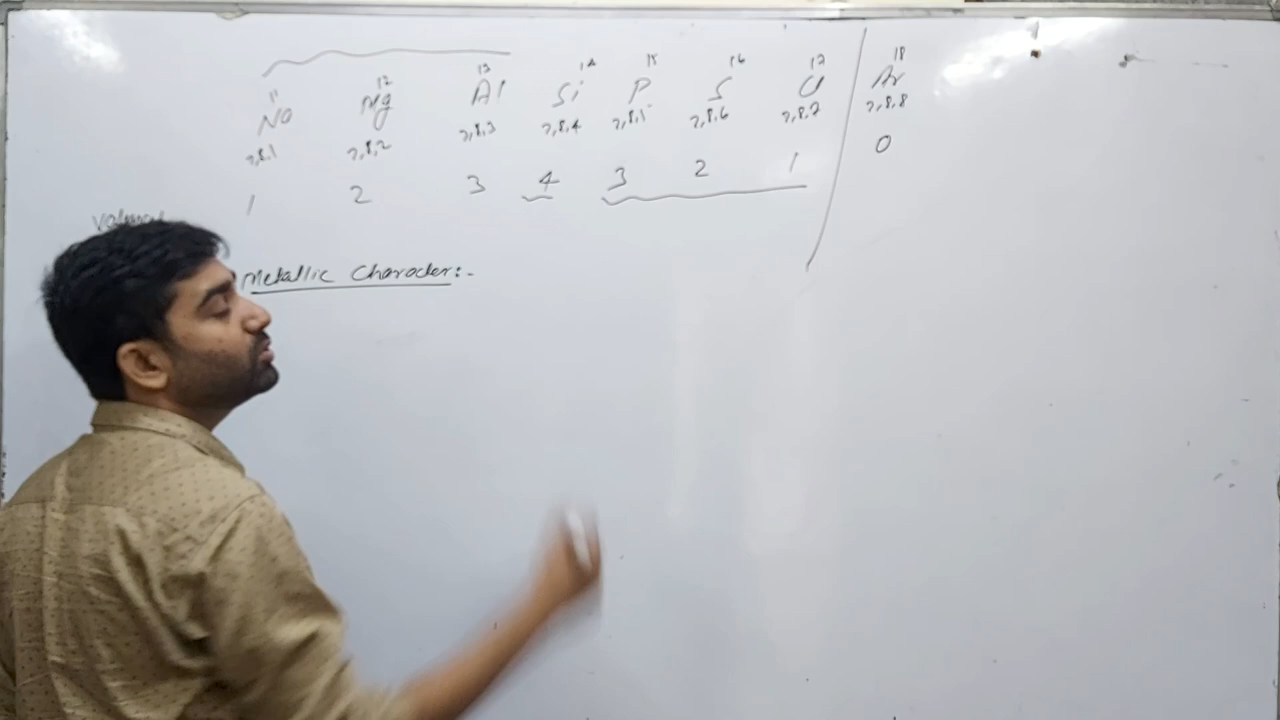 11 12 13 14 15 16 17 18
Na Mg Al Si P S Cl Ar
2,8,1 2,8,2 2,8,3 2,8,4 2,8,5 2,8,6 2,8,7 2,8,8
1 2 3 4 3 2 1 0
Metallic Character:-